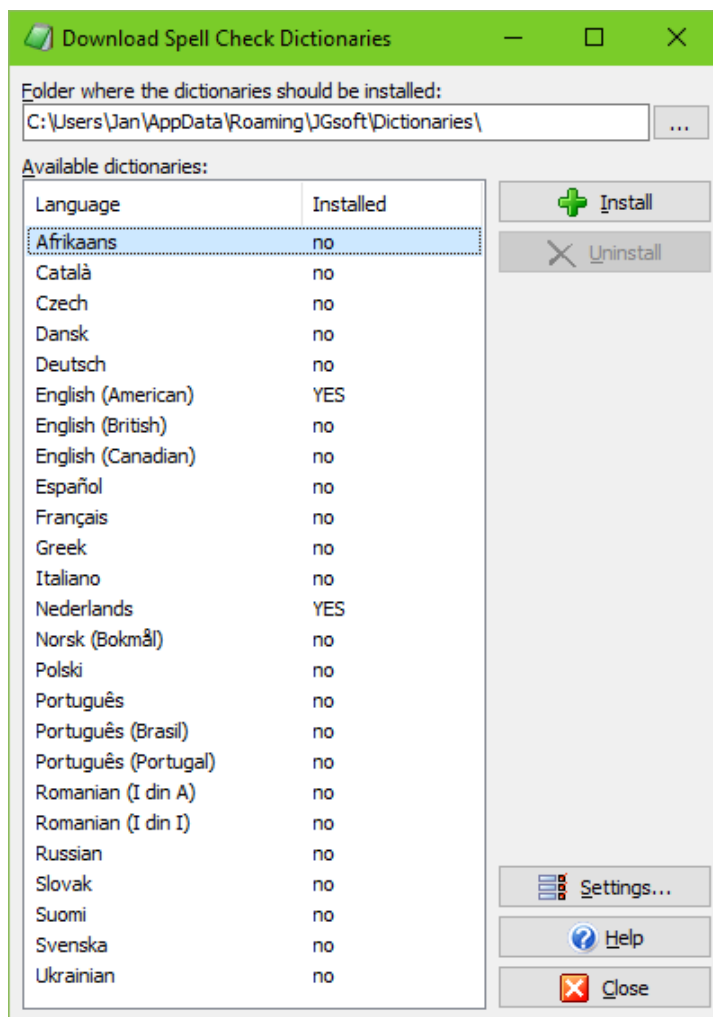 Download Spell Check Dictionaries
Folder where the dictionaries should be installed:
C:\Users\Jan\AppData\Roaming\JGsoft\Dictionaries\
...
Available dictionaries:
Language Installed
Install
Afrikaans no
Uninstall
Català no
Czech no
Dansk no
Deutsch no
English (American) YES
English (British) no
English (Canadian) no
Español no
Français no
Greek no
Italiano no
Nederlands YES
Norsk (Bokmål) no
Polski no
Português no
Português (Brasil) no
Português (Portugal) no
Romanian (I din A) no
Romanian (I din I) no
Russian no
Slovak no
Suomi no
Svenska no
Ukrainian no
Settings...
Help
Close